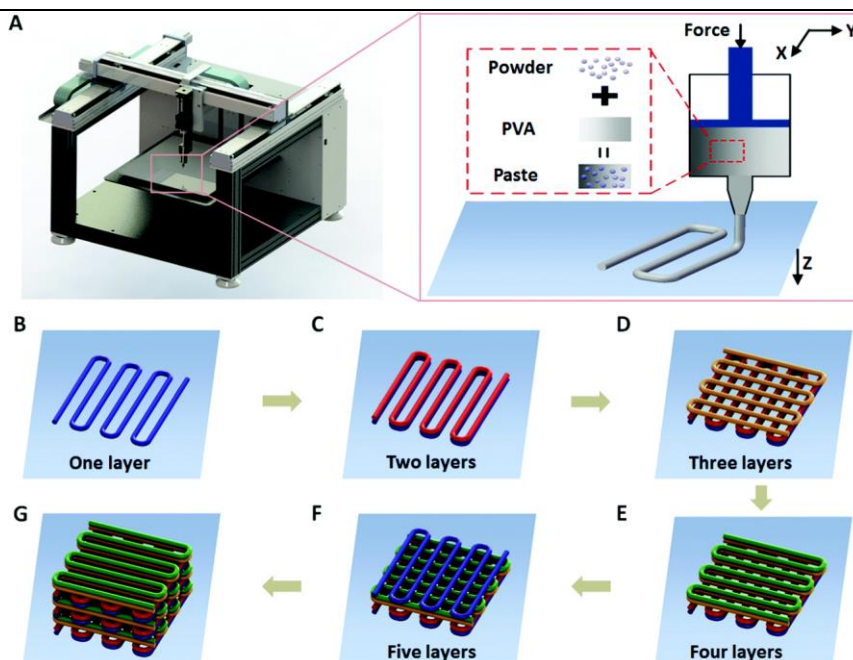 A
Force
Y
X
Powder
PVA
Paste
Z
B
C
D
One layer
Two layers
Three layers
G
F
E
Five layers
Four layers